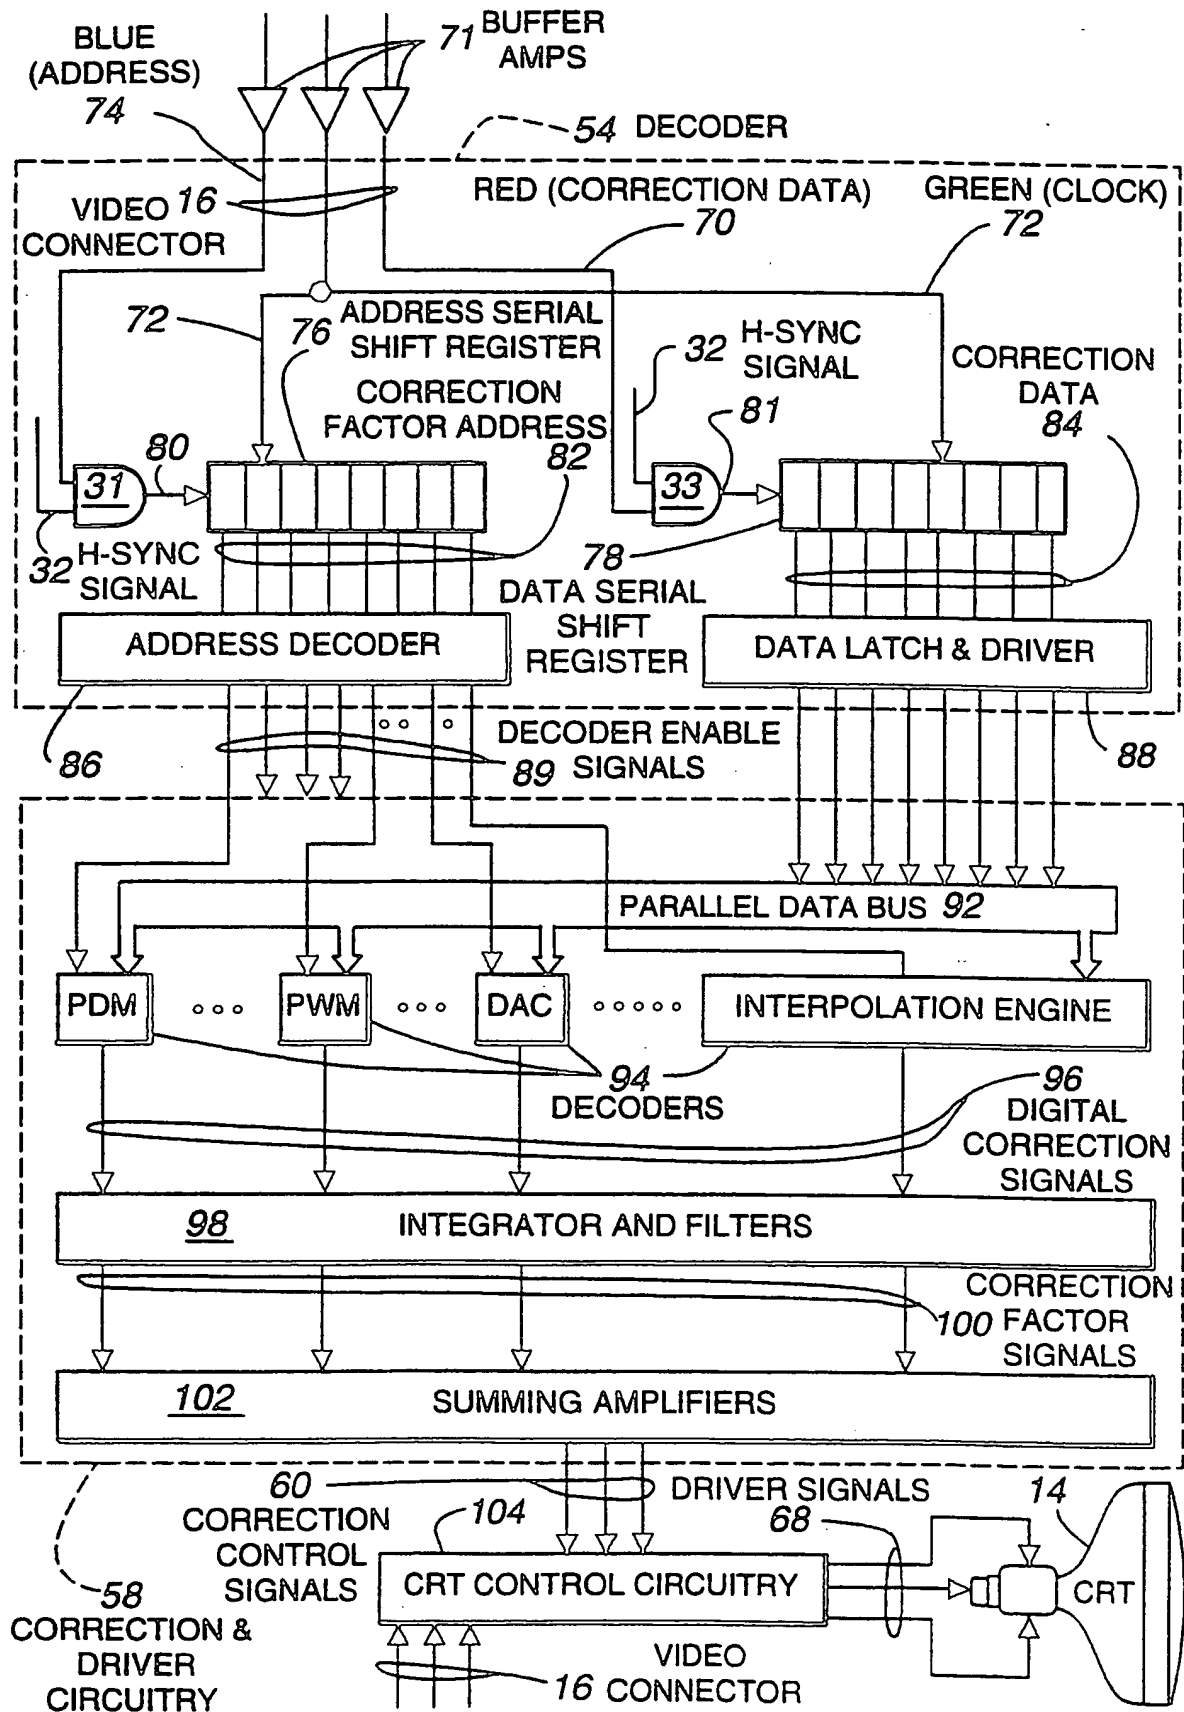 BLUE
(ADDRESS)
74
71 BUFFER
AMPS
54 DECODER
VIDEO 16
CONNECTOR
RED (CORRECTION DATA)
70
GREEN (CLOCK)
72
72
76 ADDRESS SERIAL
SHIFT REGISTER
CORRECTION
FACTOR ADDRESS
82
32 H-SYNC
SIGNAL
81
CORRECTION
DATA
84
31
80
33
32 H-SYNC
SIGNAL
78
DATA SERIAL
SHIFT
REGISTER
ADDRESS DECODER
DATA LATCH & DRIVER
86
DECODER ENABLE
89 SIGNALS
88
PARALLEL DATA BUS 92
PDM
PWM
DAC
INTERPOLATION ENGINE
94
DECODERS
96
DIGITAL
CORRECTION
SIGNALS
98 INTEGRATOR AND FILTERS
CORRECTION
100 FACTOR
SIGNALS
102 SUMMING AMPLIFIERS
60
CORRECTION
CONTROL
SIGNALS
DRIVER SIGNALS
68
14
104
CRT CONTROL CIRCUITRY
CRT
58
CORRECTION &
DRIVER
CIRCUITRY
VIDEO
16 CONNECTOR